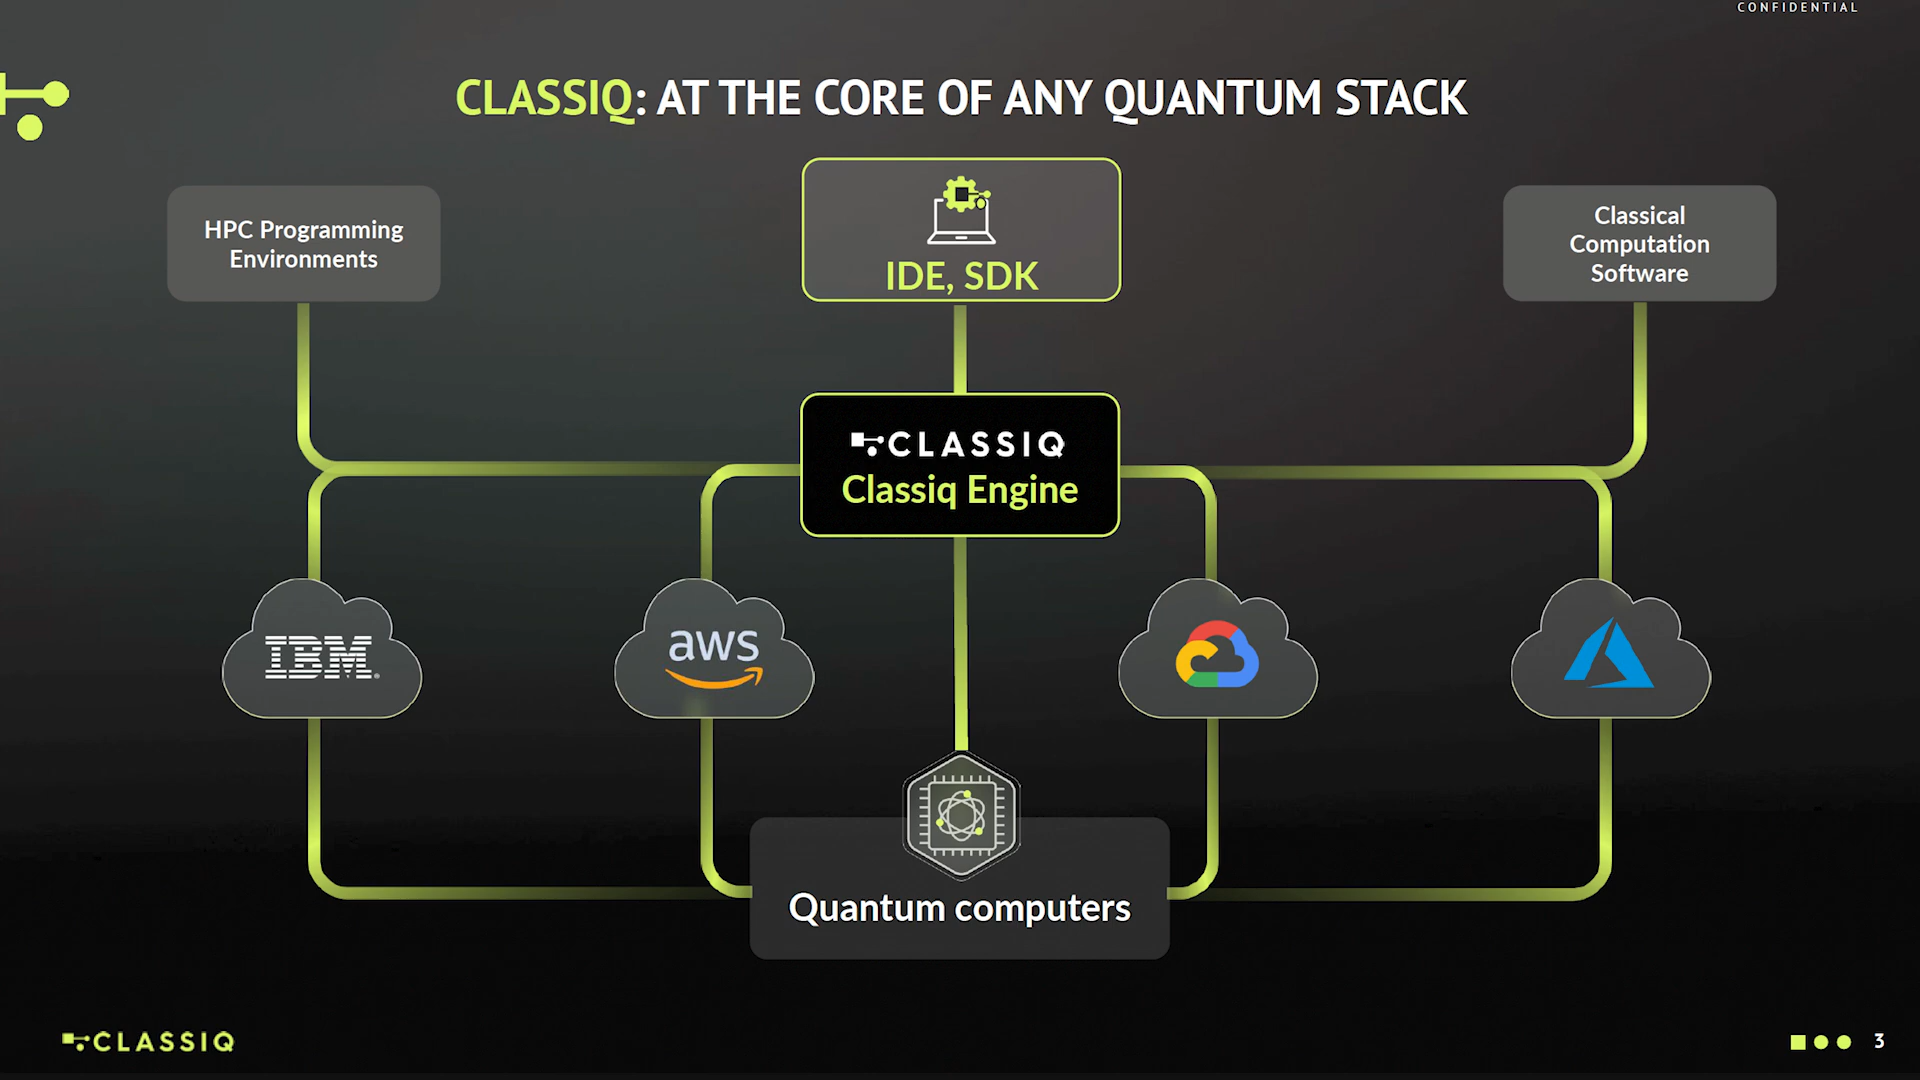 CONFIDENTIAL
CLASSIQ: AT THE CORE OF ANY QUANTUM STACK
HPC Programming
Environments
IDE, SDK
Classical
Computation
Software
CLASSIQ
Classiq Engine
IBM®
aws
Quantum computers
CLASSIQ
3